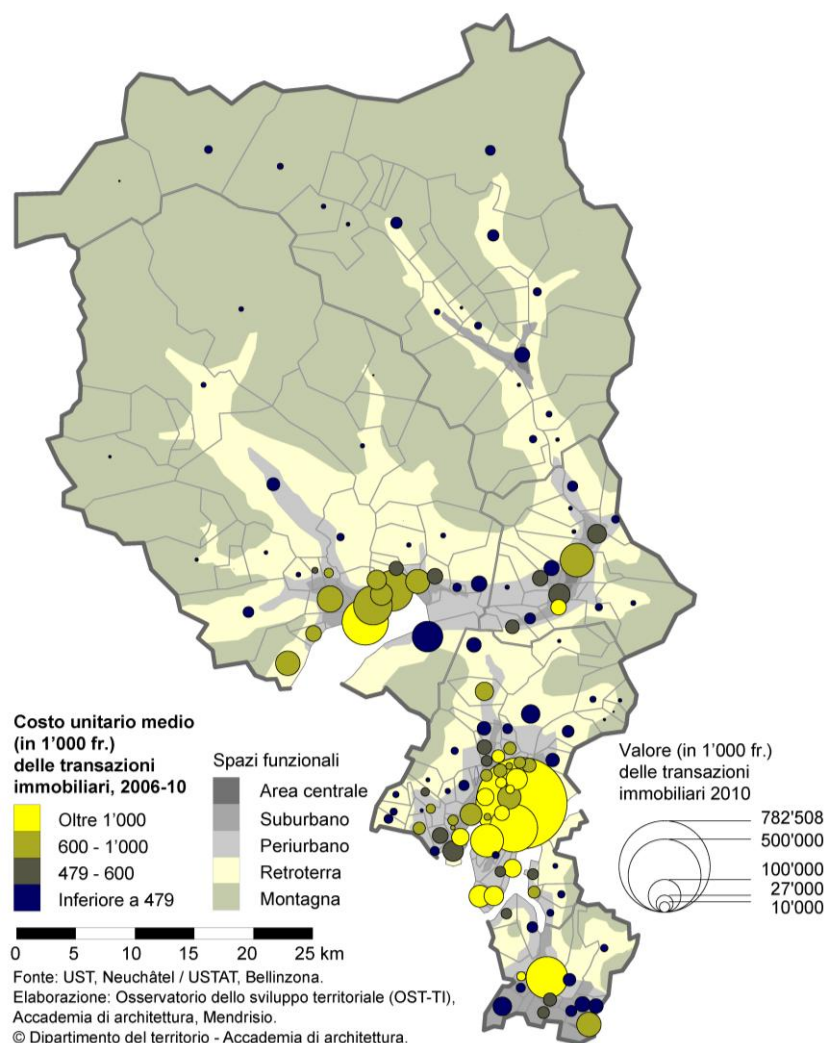 Costo unitario medio
(in 1'000 fr.)
delle transazioni
immobiliari, 2006-10
Oltre 1'000
600 - 1'000
479 - 600
Inferiore a 479
Spazi funzionali
Area centrale
Suburbano
Periurbano
Retroterra
Montagna
Valore (in 1'000 fr.)
delle transazioni
immobiliari 2010
782'508
500'000
100'000
27'000
10'000
0 5 10 15 20 25 km
Fonte: UST, Neuchâtel / USTAT, Bellinzona.
Elaborazione: Osservatorio dello sviluppo territoriale (OST-TI),
Accademia di architettura, Mendrisio.
© Dipartimento del territorio - Accademia di architettura.